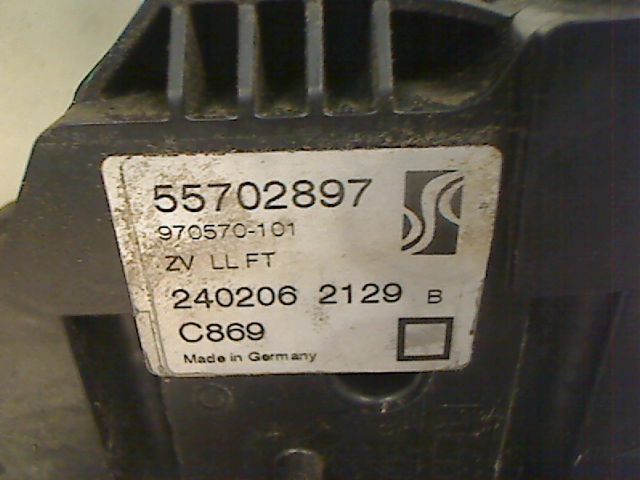 55702897
970570-101
ZV LL FT
240206 2129 B
C869
Made in Germany